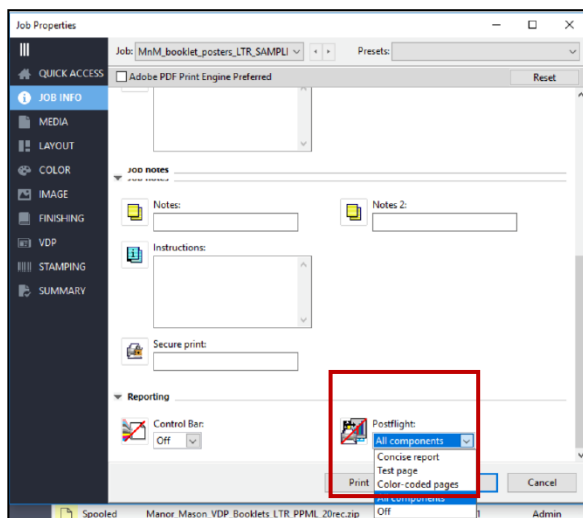 Job Properties
Job: MnM_booklet_posters_LTR_SAMPLI
Presets:
QUICK ACCESS
Adobe PDF Print Engine Preferred
Reset
JOB INFO
MEDIA
LAYOUT
COLOR
IMAGE
FINISHING
VDP
STAMPING
SUMMARY
Job notes
Notes:
Notes 2:
Instructions:
Secure print:
Reporting
Control Bar:
Off
Postflight:
All components
Concise report
Test page
Color-coded pages
All components
Off
Print
Cancel
Spooled Manor_Mason_VDP_Booklets_LTR_PPML_20rec.zip Admin